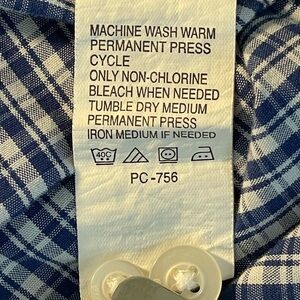 MACHINE WASH WARM
PERMANENT PRESS
CYCLE
ONLY NON-CHLORINE
BLEACH WHEN NEEDED
TUMBLE DRY MEDIUM
PERMANENT PRESS
IRON MEDIUM IF NEEDED
40C
PC-756